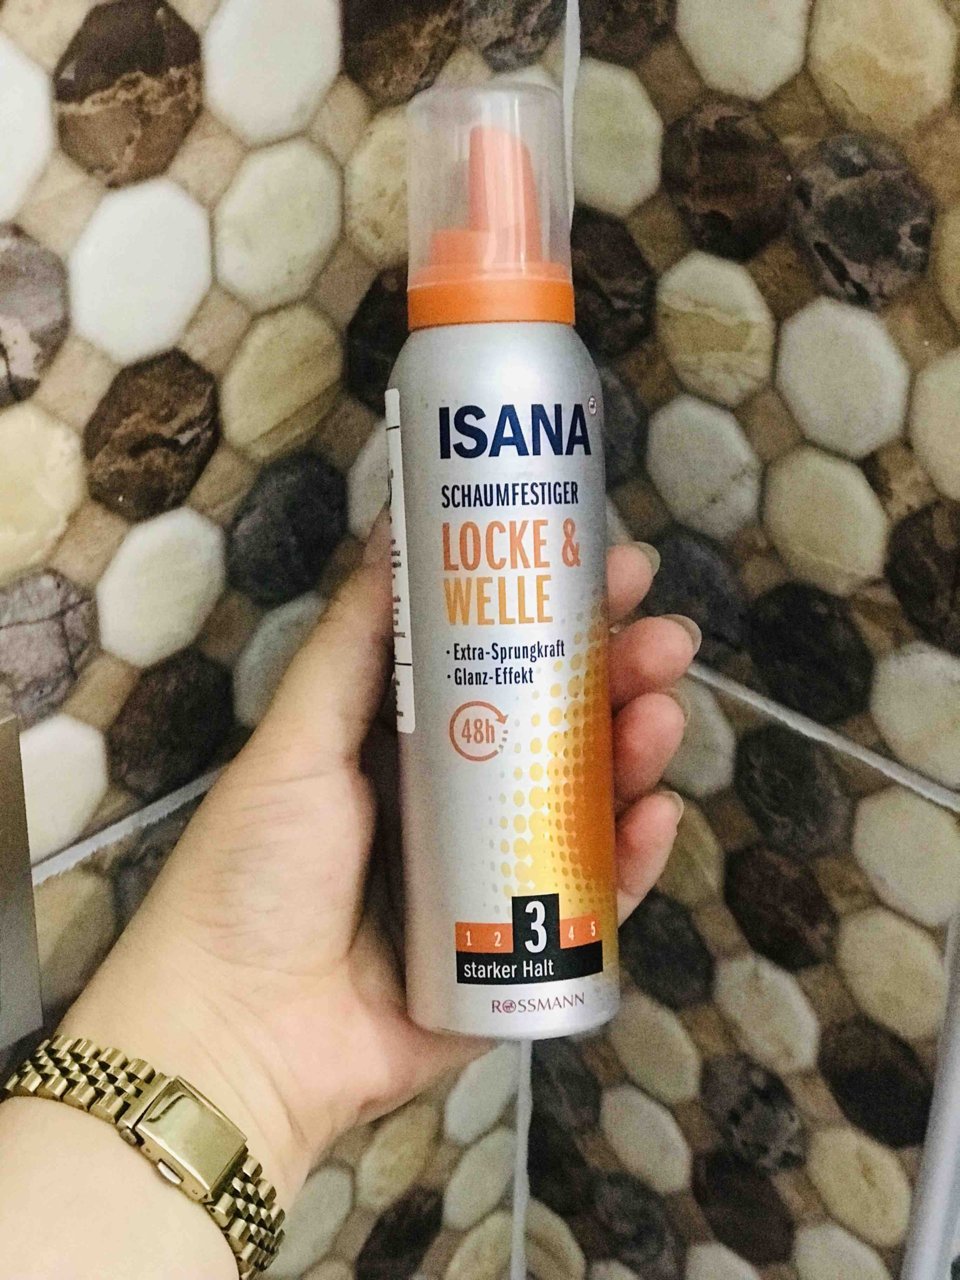 ISANA
SCHAUMFESTIGER
LOCKE &
WELLE
· Extra-Sprungkraft
· Glanz-Effekt
48h
1 2 3 4 5
starker Halt
ROSSMANN